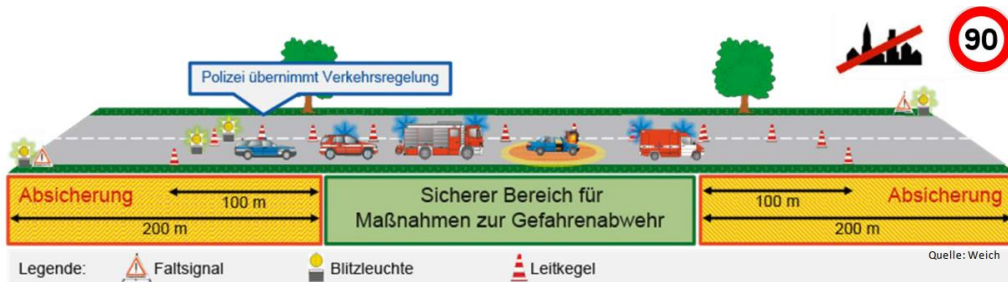 90
Polizei übernimmt Verkehrsregelung
Absicherung
100 m
200 m
Sicherer Bereich für
Maßnahmen zur Gefahrenabwehr
100 m
Absicherung
200 m
Quelle: Weich
Legende:
Faltsignal
Blitzleuchte
Leitkegel